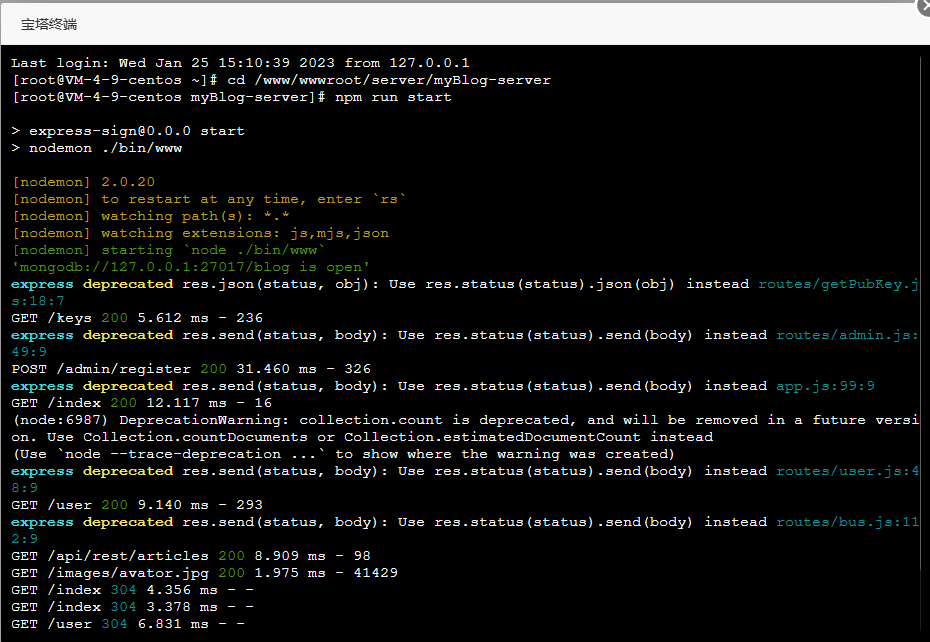 宝塔终端
Last login: Wed Jan 25 15:10:39 2023 from 127.0.0.1
[root@VM-4-9-centos ~]# cd /www/wwwroot/server/myBlog-server
[root@VM-4-9-centos myBlog-server]# npm run start
> express-sign@0.0.0 start
> nodemon ./bin/www
[nodemon] 2.0.20
[nodemon] to restart at any time, enter `rs`
[nodemon] watching path(s): *.*
[nodemon] watching extensions: js,mjs,json
[nodemon] starting `node ./bin/www`
'mongodb://127.0.0.1:27017/blog is open'
express deprecated res.json(status, obj): Use res.status(status).json(obj) instead routes/getPubKey.j
s:18:7
GET /keys 200 5.612 ms - 236
express deprecated res.send(status, body): Use res.status(status).send(body) instead routes/admin.js:
49:9
POST /admin/register 200 31.460 ms - 326
express deprecated res.send(status, body): Use res.status(status).send(body) instead app.js:99:9
GET /index 200 12.117 ms - 16
(node:6987) DeprecationWarning: collection.count is deprecated, and will be removed in a future versi
on. Use Collection.countDocuments or Collection.estimatedDocumentCount instead
(Use `node --trace-deprecation ...` to show where the warning was created)
express deprecated res.send(status, body): Use res.status(status).send(body) instead routes/user.js:4
8:9
GET /user 200 9.140 ms - 293
express deprecated res.send(status, body): Use res.status(status).send(body) instead routes/bus.js:11
2:9
GET /api/rest/articles 200 8.909 ms - 98
GET /images/avator.jpg 200 1.975 ms - 41429
GET /index 304 4.356 ms - -
GET /index 304 3.378 ms - -
GET /user 304 6.831 ms - -